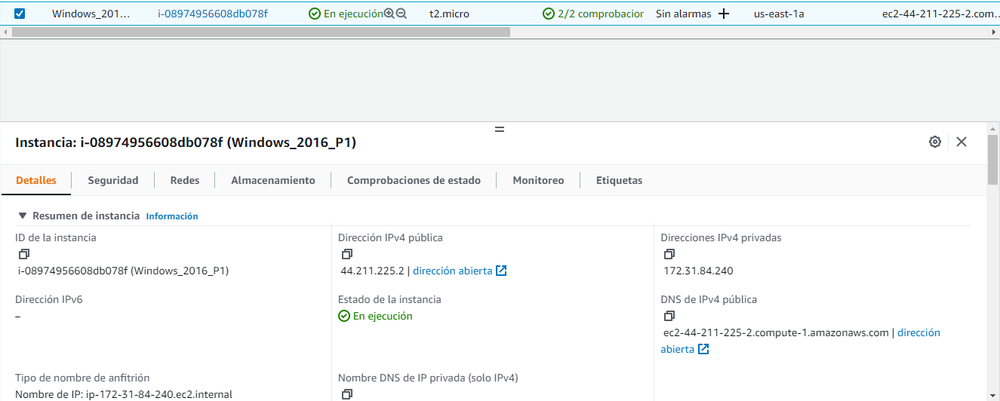 Windows_201... i-08974956608db078f En ejecución t2.micro 2/2 comprobacior Sin alarmas + us-east-1a ec2-44-211-225-2.com...
Instancia: i-08974956608db078f (Windows_2016_P1)
Detalles Seguridad Redes Almacenamiento Comprobaciones de estado Monitoreo Etiquetas
Resumen de instancia Información
ID de la instancia
i-08974956608db078f (Windows_2016_P1)
Dirección IPv4 pública
44.211.225.2 | dirección abierta
Direcciones IPv4 privadas
172.31.84.240
Dirección IPv6
–
Estado de la instancia
En ejecución
DNS de IPv4 pública
ec2-44-211-225-2.compute-1.amazonaws.com | dirección
abierta
Tipo de nombre de anfitrión
Nombre de IP: ip-172-31-84-240.ec2.internal
Nombre DNS de IP privada (solo IPv4)